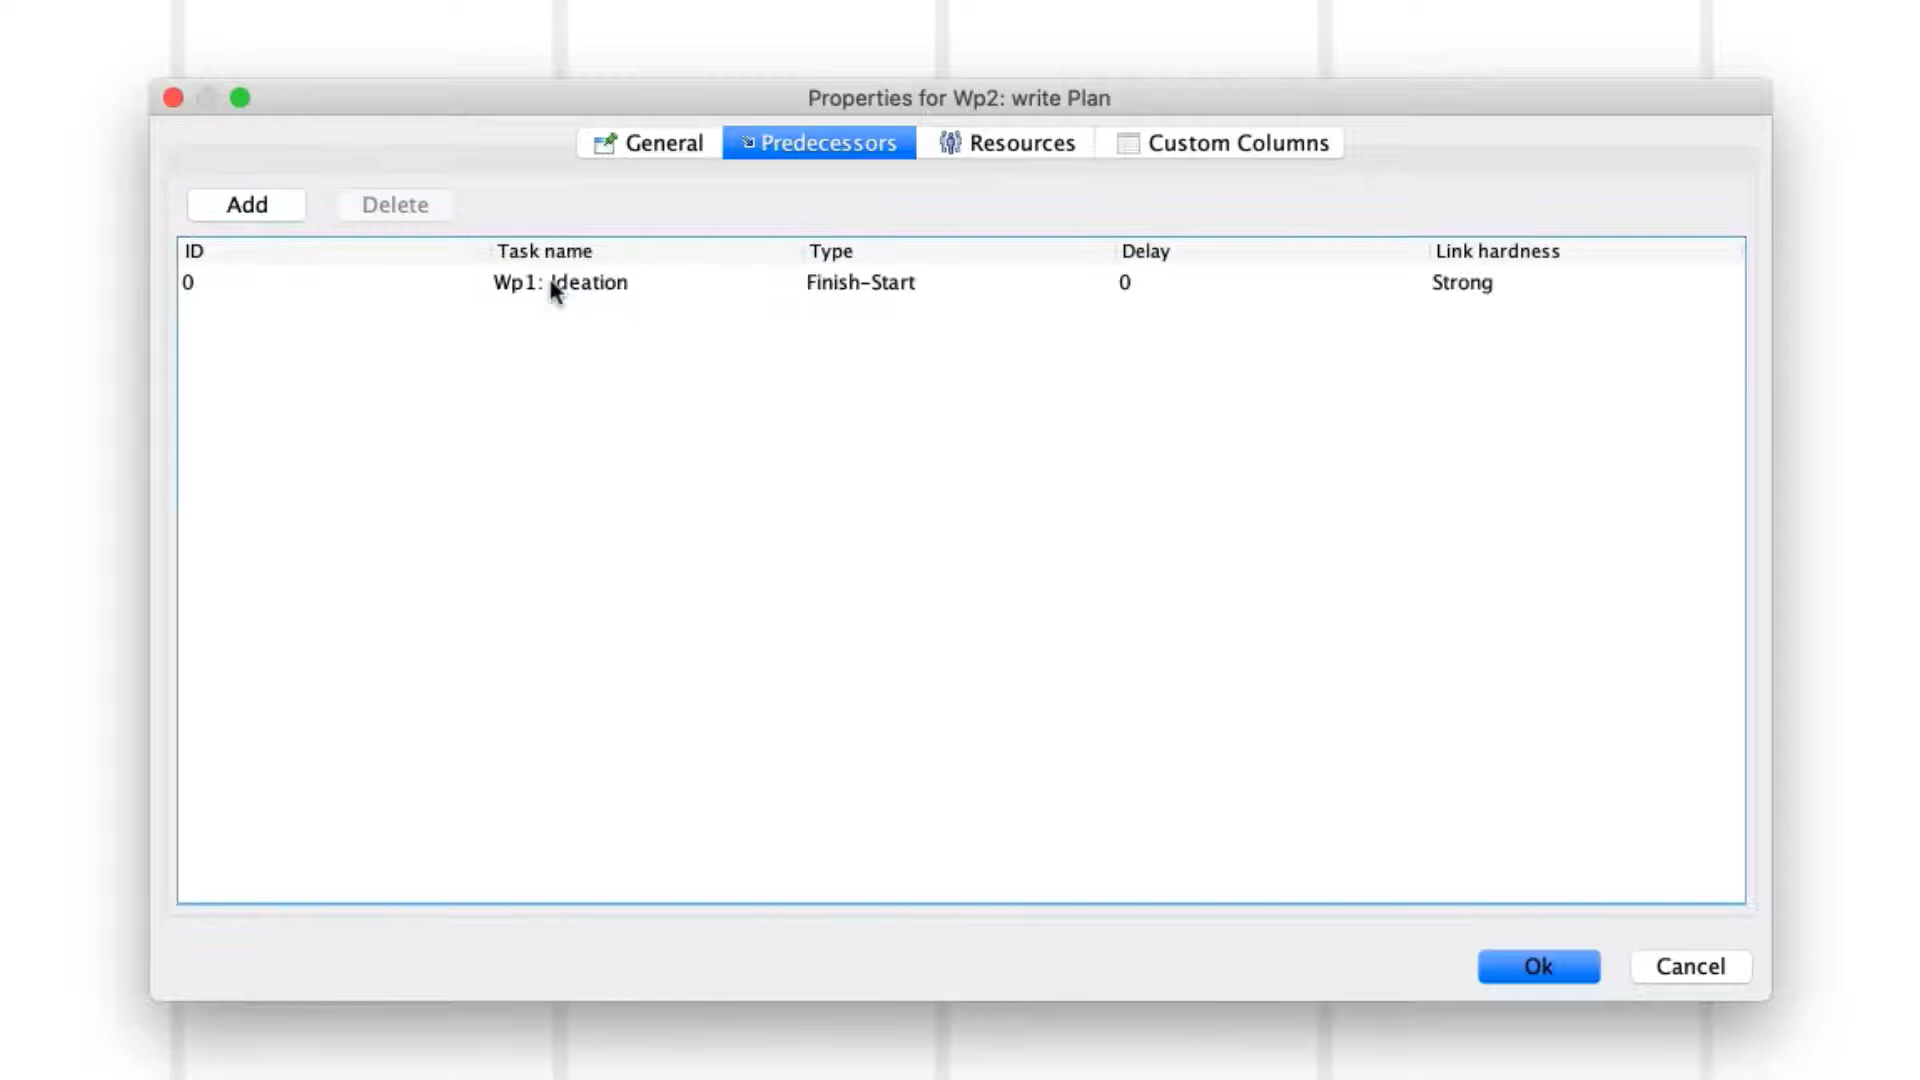 Properties for Wp2: write Plan
General Predecessors Resources Custom Columns
Add Delete
ID Task name Type Delay Link hardness
0 Wp1: Ideation Finish-Start 0 Strong
Ok Cancel